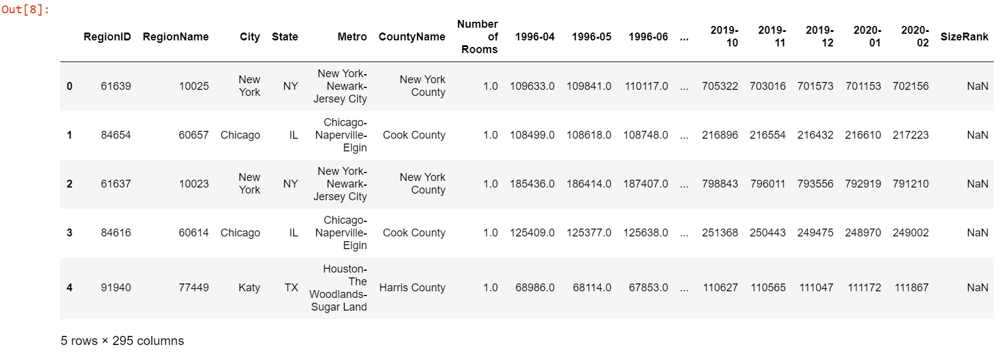 Out[8]:
RegionID RegionName City State Metro CountyName Number of Rooms 1996-04 1996-05 1996-06 ... 2019-10 2019-11 2019-12 2020-01 2020-02 SizeRank
0 61639 10025 New York NY New York-Newark-Jersey City New York County 1.0 109633.0 109841.0 110117.0 ... 705322 703016 701573 701153 702156 NaN
1 84654 60657 Chicago IL Chicago-Naperville-Elgin Cook County 1.0 108499.0 108618.0 108748.0 ... 216896 216554 216432 216610 217223 NaN
2 61637 10023 New York NY New York-Newark-Jersey City New York County 1.0 185436.0 186414.0 187407.0 ... 798843 796011 793556 792919 791210 NaN
3 84616 60614 Chicago IL Chicago-Naperville-Elgin Cook County 1.0 125409.0 125377.0 125638.0 ... 251368 250443 249475 248970 249002 NaN
4 91940 77449 Katy TX Houston-The Woodlands-Sugar Land Harris County 1.0 68986.0 68114.0 67853.0 ... 110627 110565 111047 111172 111867 NaN
5 rows × 295 columns